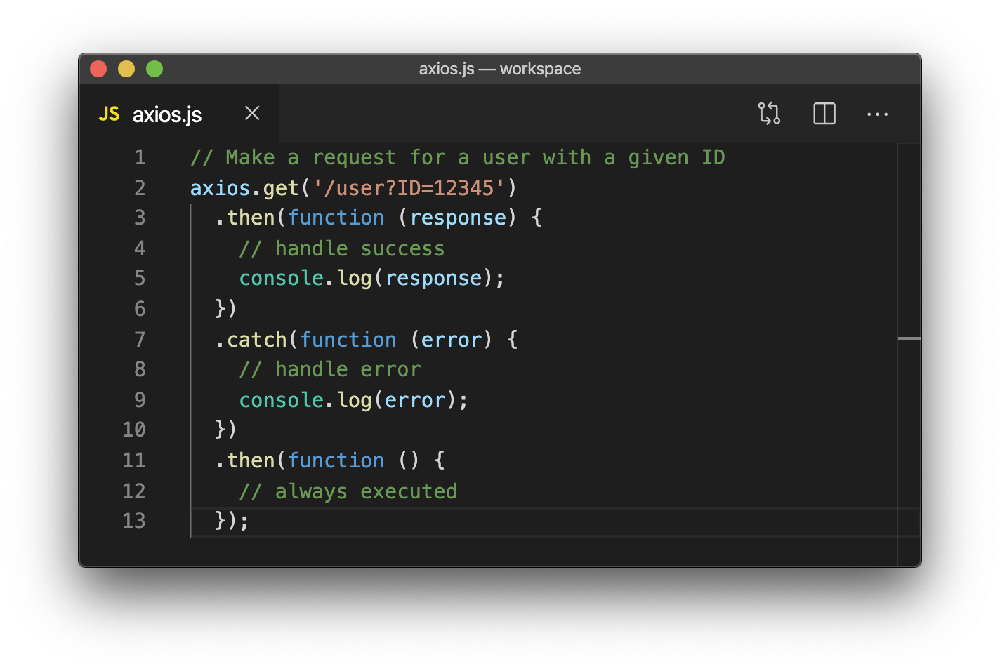 axios.js — workspace
JS axios.js
1 // Make a request for a user with a given ID
2 axios.get('/user?ID=12345')
3   .then(function (response) {
4     // handle success
5     console.log(response);
6   })
7   .catch(function (error) {
8     // handle error
9     console.log(error);
10   })
11   .then(function () {
12     // always executed
13   });